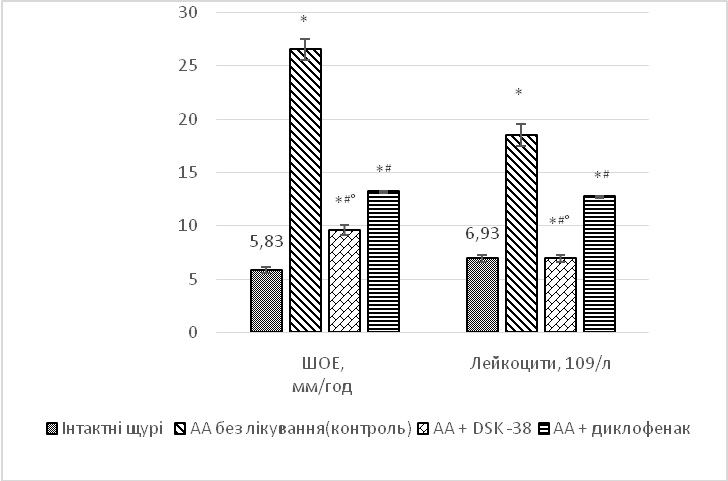 30
25
20
15
10
5
0
*
*
*#
*#
*#°
*#°
5,83
6,93
ШОЕ,
мм/год
Лейкоцити, 109/л
Інтактні щурі
АА без лікування(контроль)
АА + DSK -38
АА + диклофенак